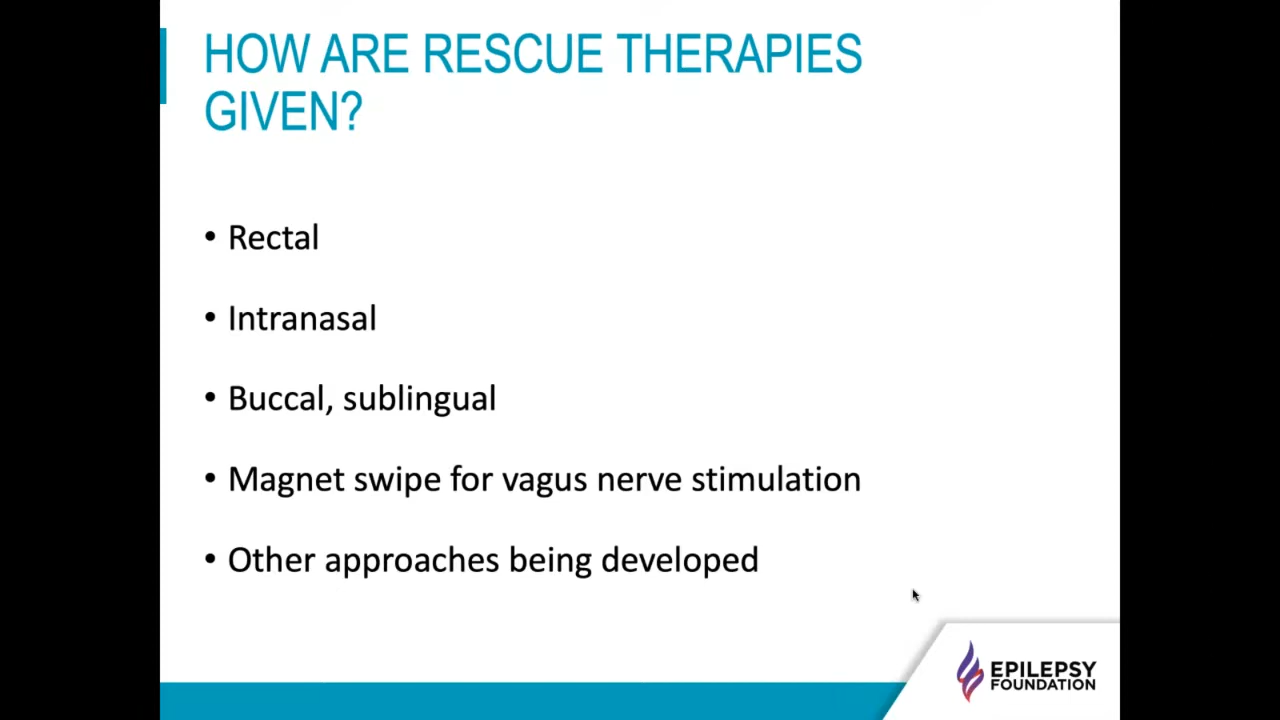 HOW ARE RESCUE THERAPIES
GIVEN?
• Rectal
• Intranasal
• Buccal, sublingual
• Magnet swipe for vagus nerve stimulation
• Other approaches being developed
EPILEPSY
FOUNDATION